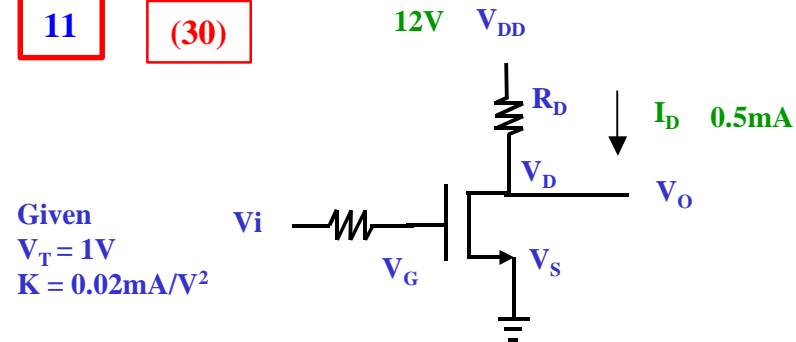 11 (30)
12V V_DD
R_D
I_D 0.5mA
V_D
V_O
Given
V_T = 1V
K = 0.02mA/V²
Vi
V_G
V_S